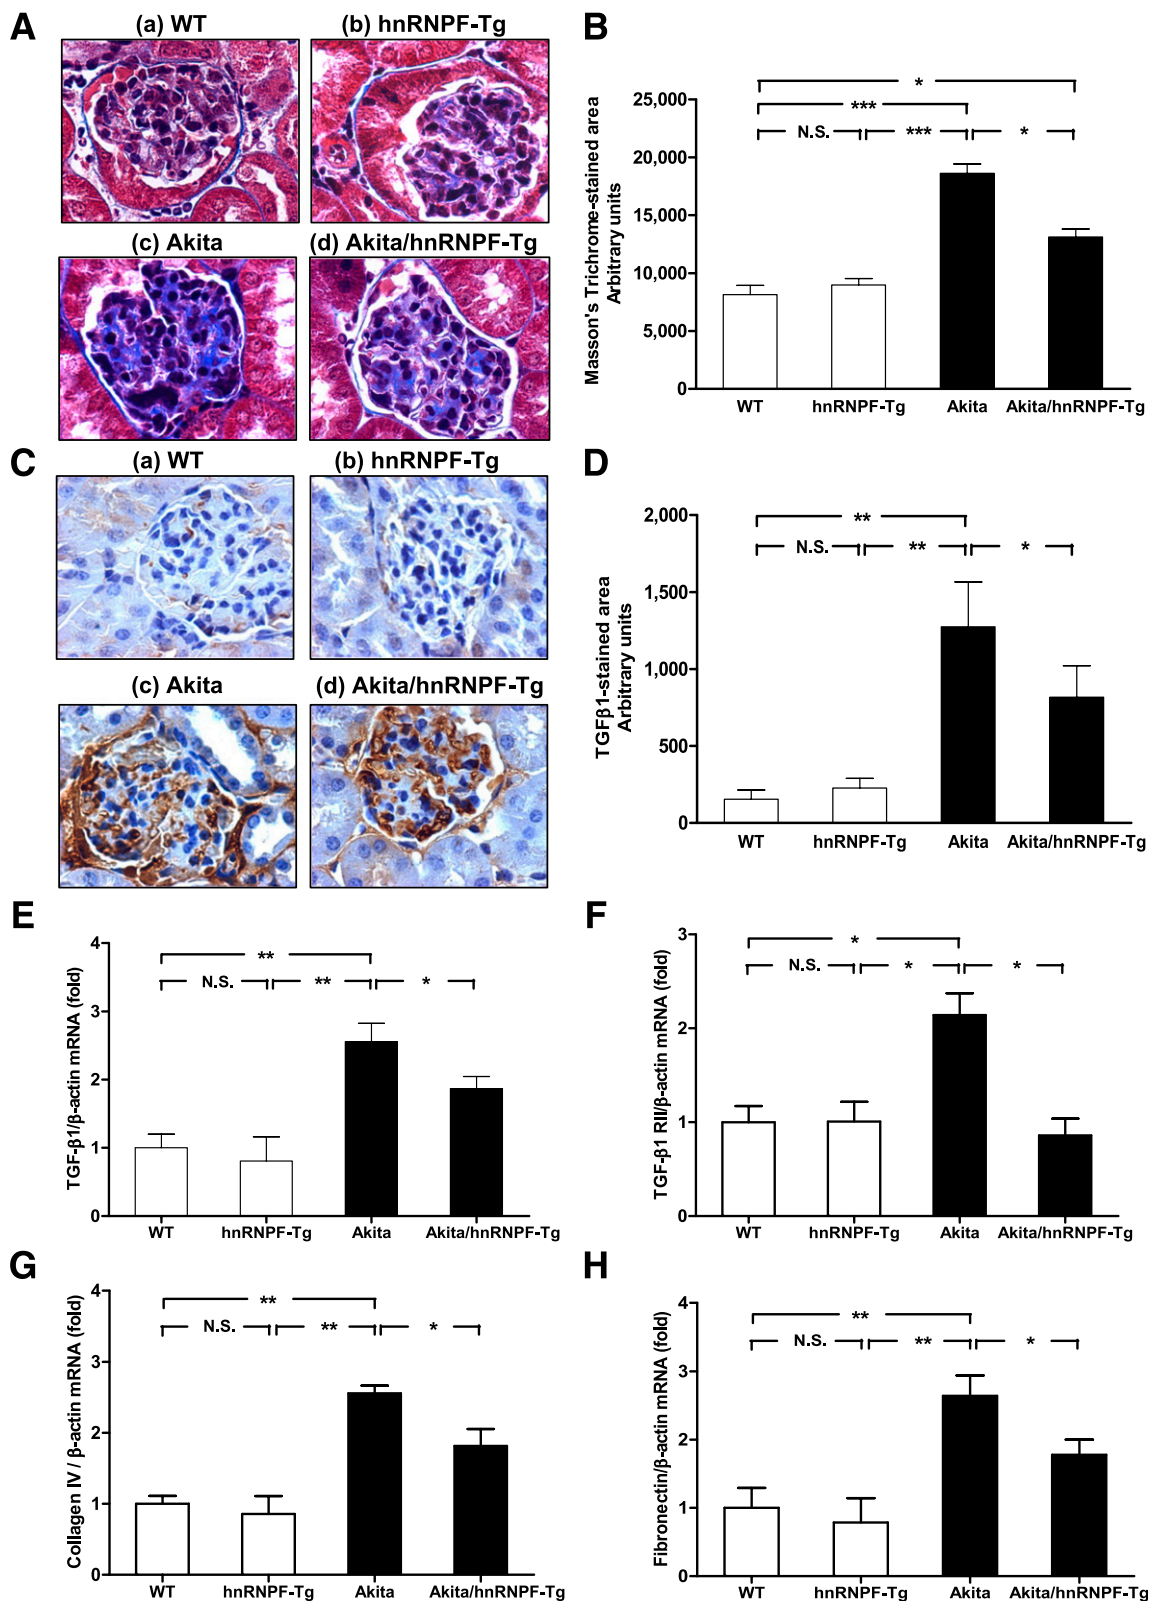 A
(a) WT
(b) hnRNPF-Tg
(c) Akita
(d) Akita/hnRNPF-Tg
B
Masson's Trichrome-stained area
Arbitrary units
25,000
20,000
15,000
10,000
5,000
0
*
***
N.S.
***
*
WT
hnRNPF-Tg
Akita
Akita/hnRNPF-Tg
C
(a) WT
(b) hnRNPF-Tg
(c) Akita
(d) Akita/hnRNPF-Tg
D
TGFβ1-stained area
Arbitrary units
2,000
1,500
1,000
500
0
**
N.S.
**
*
WT
hnRNPF-Tg
Akita
Akita/hnRNPF-Tg
E
TGF-β1/β-actin mRNA (fold)
4
3
2
1
0
**
N.S.
**
*
WT
hnRNPF-Tg
Akita
Akita/hnRNPF-Tg
F
TGF-β1 RII/β-actin mRNA (fold)
3
2
1
0
*
N.S.
*
*
WT
hnRNPF-Tg
Akita
Akita/hnRNPF-Tg
G
Collagen IV / β-actin mRNA (fold)
4
3
2
1
0
**
N.S.
**
*
WT
hnRNPF-Tg
Akita
Akita/hnRNPF-Tg
H
Fibronectin/β-actin mRNA (fold)
4
3
2
1
0
**
N.S.
**
*
WT
hnRNPF-Tg
Akita
Akita/hnRNPF-Tg